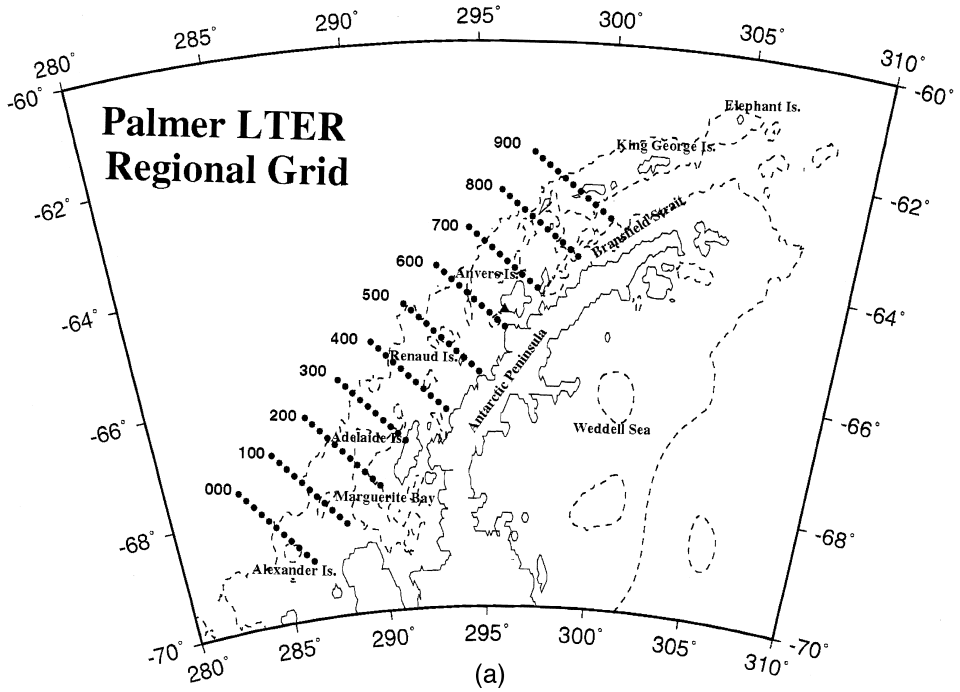 280° 285° 290° 295° 300° 305° 310°
-60° -60°
Palmer LTER
Regional Grid
Elephant Is.
King George Is.
900
800
Bransfield Strait
-62° -62°
700
600
Anvers Is.
500
-64° -64°
400
Renaud Is.
Antarctic Peninsula
300
200
Adelaide Is.
Weddell Sea
-66° -66°
100
000
Marguerite Bay
-68° -68°
Alexander Is.
-70° -70°
280° 285° 290° 295° 300° 305° 310°
(a)